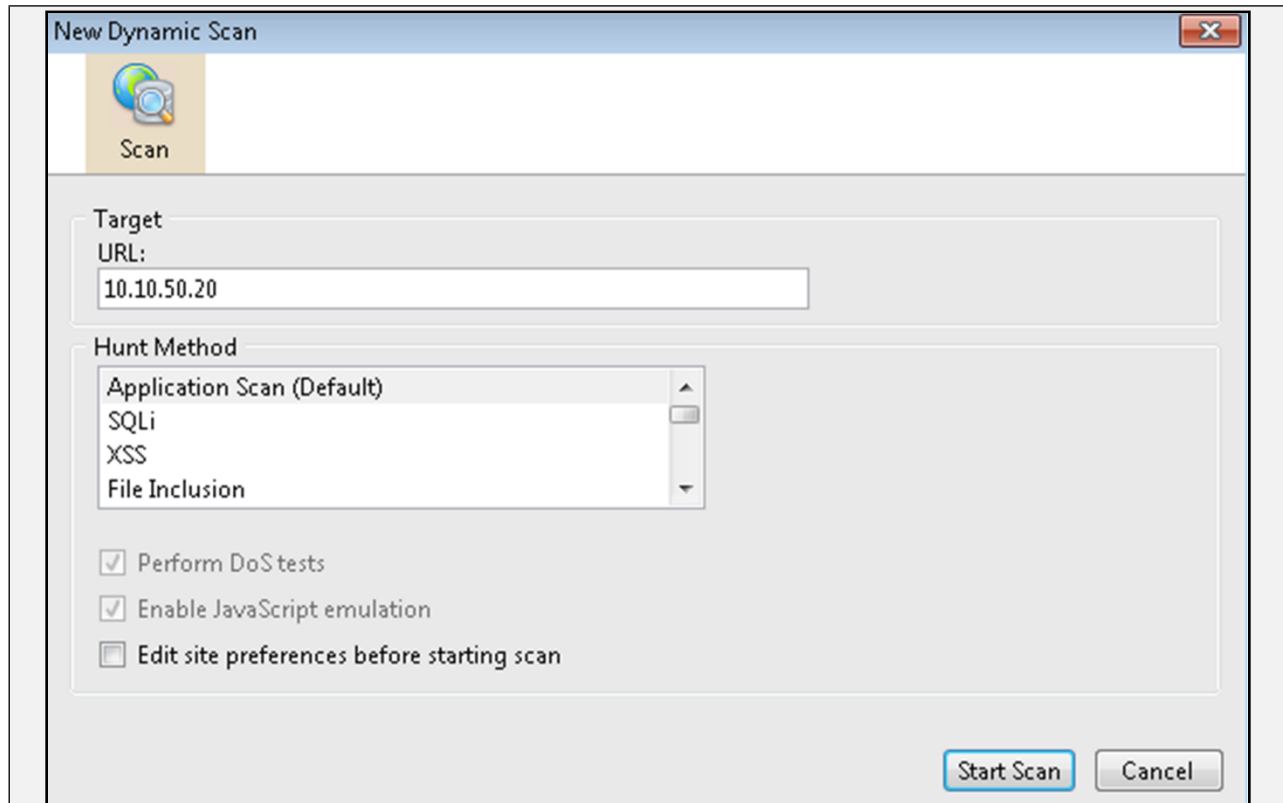 New Dynamic Scan
Scan
Target
URL:
10.10.50.20
Hunt Method
Application Scan (Default)
SQLi
XSS
File Inclusion
Perform DoS tests
Enable JavaScript emulation
Edit site preferences before starting scan
Start Scan
Cancel